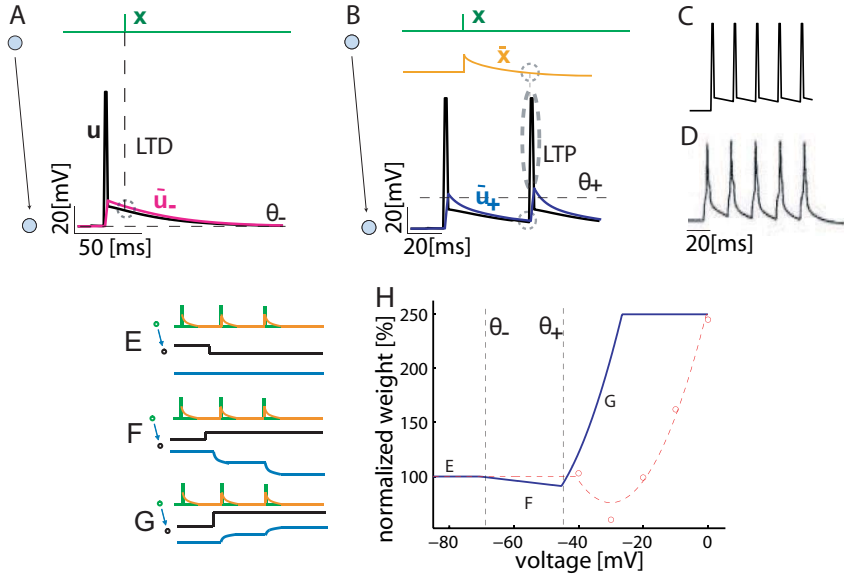 A
x
u
LTD
ũ₋
θ₋
20[mV]
50 [ms]
B
x
x̄
LTP
θ₊
ū₊
20[mV]
20[ms]
C
D
20[ms]
E
F
G
H
normalized weight [%]
250
200
150
100
θ₋
θ₊
E
F
G
−80
−60
−40
−20
0
voltage [mV]